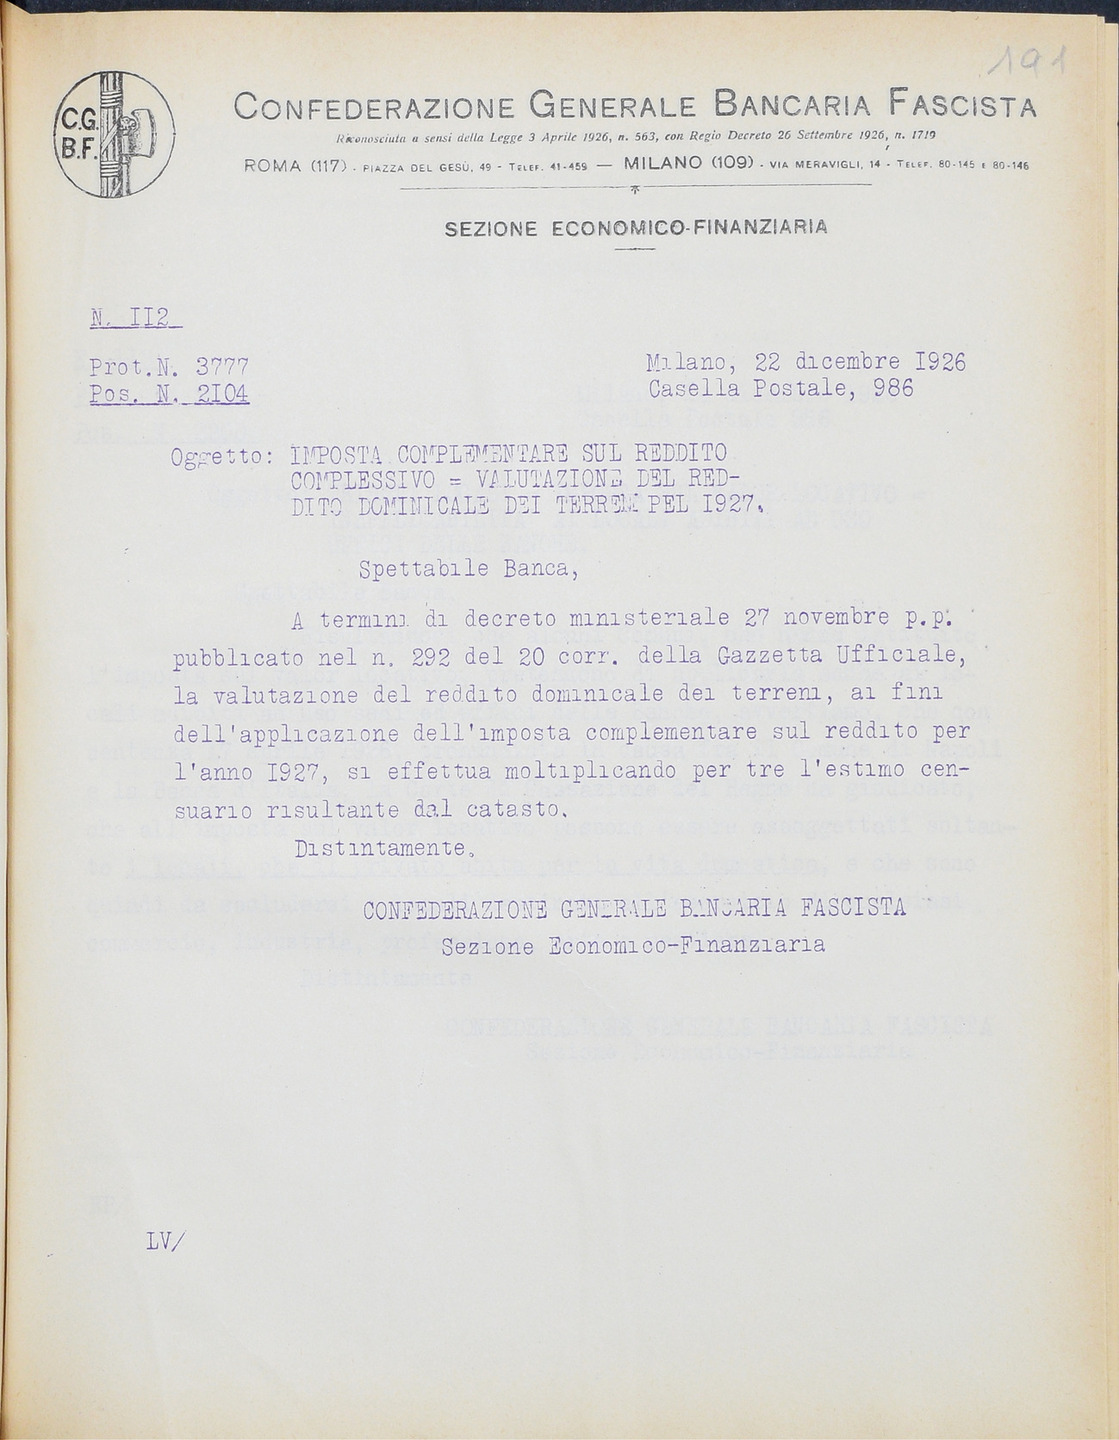 191
C.G.
B.F.
CONFEDERAZIONE GENERALE BANCARIA FASCISTA
Riconosciuta a sensi della Legge 3 Aprile 1926, n. 563, con Regio Decreto 26 Settembre 1926, n. 1719
ROMA (117) - PIAZZA DEL GESÙ, 49 - TELEF. 41-459 — MILANO (109) - VIA MERAVIGLI, 14 - TELEF. 80-145 E 80-146
SEZIONE ECONOMICO-FINANZIARIA
N. II2
Prot.N. 3777
Pos. N. 2I04
Milano, 22 dicembre I926
Casella Postale, 986
Oggetto: IMPOSTA COMPLEMENTARE SUL REDDITO
COMPLESSIVO = VALUTAZIONE DEL RED-
DITO DOMINICALE DEI TERRENI PEL I927.
Spettabile Banca,
A termini di decreto ministeriale 27 novembre p.p.
pubblicato nel n. 292 del 20 corr. della Gazzetta Ufficiale,
la valutazione del reddito dominicale dei terreni, ai fini
dell'applicazione dell'imposta complementare sul reddito per
l'anno I927, si effettua moltiplicando per tre l'estimo cen-
suario risultante dal catasto.
Distintamente.
CONFEDERAZIONE GENERALE BANCARIA FASCISTA
Sezione Economico-Finanziaria
LV/